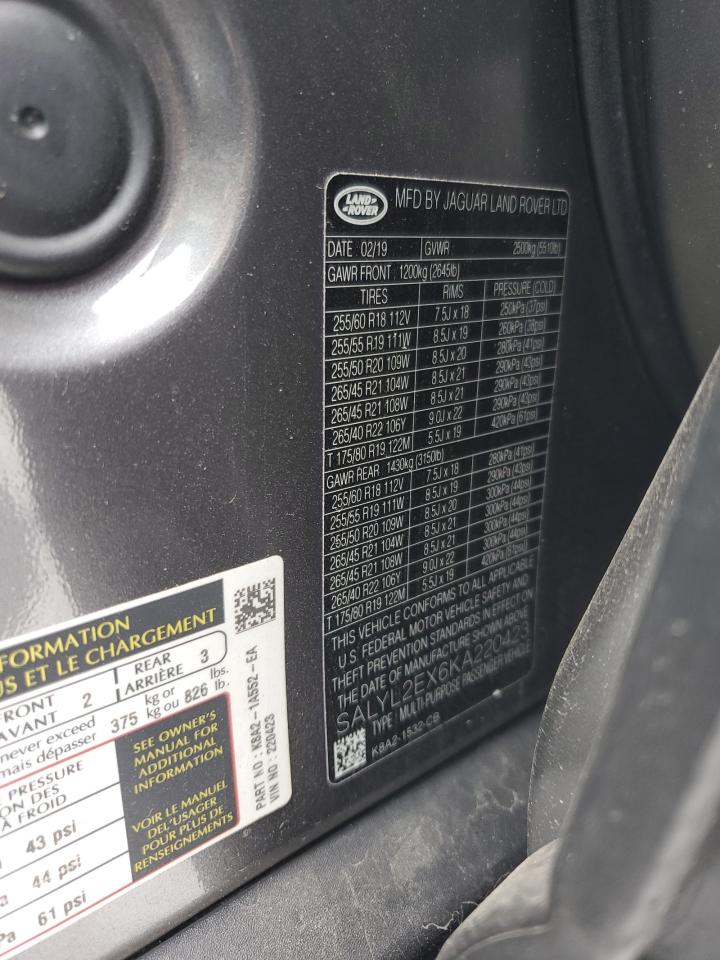 LAND
ROVER
MFD BY JAGUAR LAND ROVER LTD
DATE 02/19 GVWR 2500kg (5510lb)
GAWR FRONT 1200kg (2645lb)
TIRES RIMS PRESSURE (COLD)
255/60 R18 112V 7.5J x 18 250kPa (37psi)
255/55 R19 111W 8.5J x 19 260kPa (38psi)
255/50 R20 109W 8.5J x 20 280kPa (41psi)
265/45 R21 104W 8.5J x 21 290kPa (43psi)
265/45 R21 108W 8.5J x 21 290kPa (43psi)
265/40 R22 106Y 9.0J x 22 290kPa (43psi)
T 175/80 R19 122M 5.5J x 19 420kPa (61psi)
GAWR REAR 1430kg (3150lb)
255/60 R18 112V 7.5J x 18 280kPa (41psi)
255/55 R19 111W 8.5J x 19 290kPa (43psi)
255/50 R20 109W 8.5J x 20 300kPa (44psi)
265/45 R21 104W 8.5J x 21 300kPa (44psi)
265/45 R21 108W 8.5J x 21 300kPa (44psi)
265/40 R22 106Y 9.0J x 22 300kPa (44psi)
T 175/80 R19 122M 5.5J x 19 420kPa (61psi)
THIS VEHICLE CONFORMS TO ALL APPLICABLE
U.S. FEDERAL MOTOR VEHICLE SAFETY AND
THEFT PREVENTION STANDARDS IN EFFECT ON
THE DATE OF MANUFACTURE SHOWN ABOVE
SALYL2EX6KA220423
TYPE MULTI-PURPOSE PASSENGER VEHICLE
K8A2-1532-CB
FORMATION
US ET LE CHARGEMENT
FRONT 2 REAR 3
AVANT ARRIÈRE
never exceed 375 kg or 826 lbs.
mais dépasser kg ou lb.
PRESSURE
ON DES
À FROID
43 psi
44 psi
61 psi
SEE OWNER'S
MANUAL FOR
ADDITIONAL
INFORMATION
VOIR LE MANUEL
DEL'USAGER
POUR PLUS DE
RENSEIGNEMENTS
PART NO : K8A2-1A552-EA
VIN NO : 220423